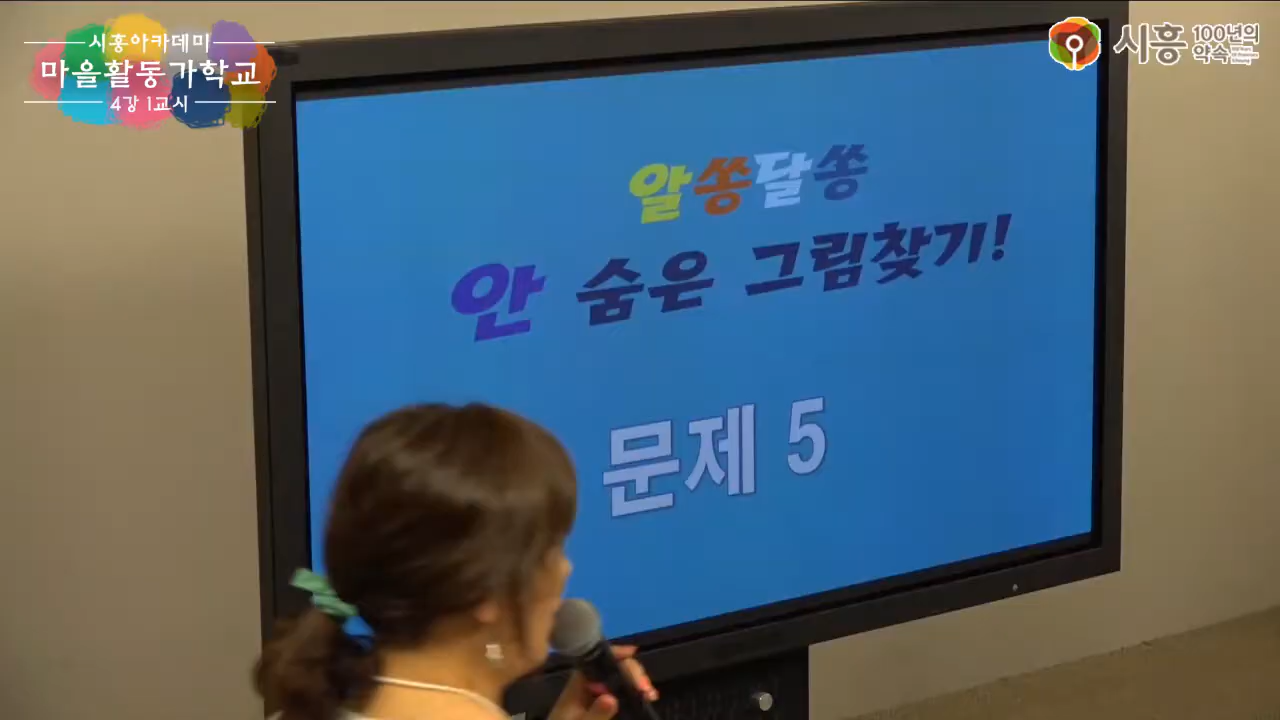 시흥아카데미
마을활동가학교
4강 1교시
시흥 100년의 약속
알쏭달쏭
안 숨은 그림찾기!
문제 5